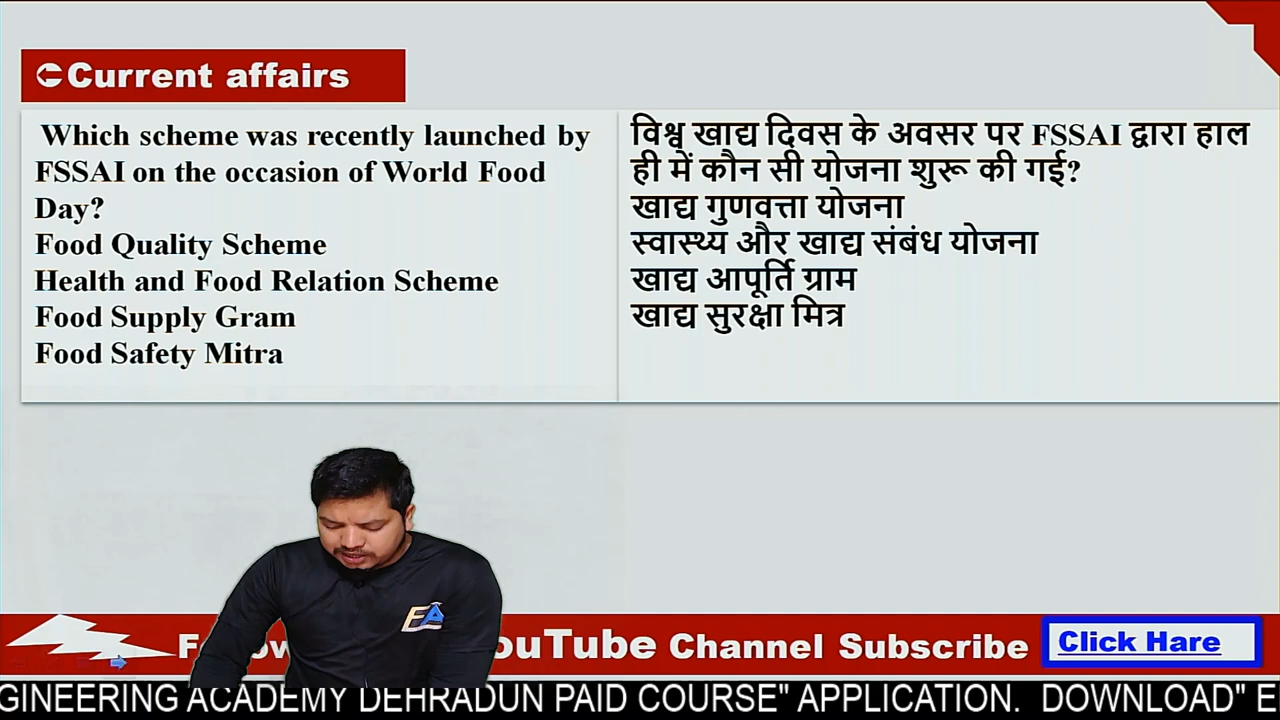 Current affairs
Which scheme was recently launched by
FSSAI on the occasion of World Food
Day?
Food Quality Scheme
Health and Food Relation Scheme
Food Supply Gram
Food Safety Mitra
विश्व खाद्य दिवस के अवसर पर FSSAI द्वारा हाल
ही में कौन सी योजना शुरू की गई?
खाद्य गुणवत्ता योजना
स्वास्थ्य और खाद्य संबंध योजना
खाद्य आपूर्ति ग्राम
खाद्य सुरक्षा मित्र
EA
YouTube Channel Subscribe
Click Hare
GINEERING ACADEMY DEHRADUN PAID COURSE" APPLICATION. DOWNLOAD" E